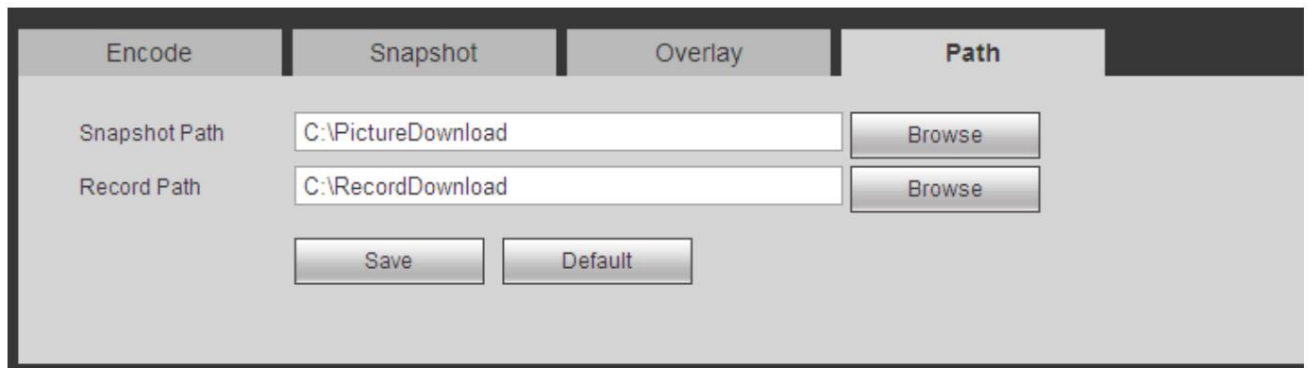 Encode Snapshot Overlay Path
Snapshot Path C:\PictureDownload Browse
Record Path C:\RecordDownload Browse
Save Default